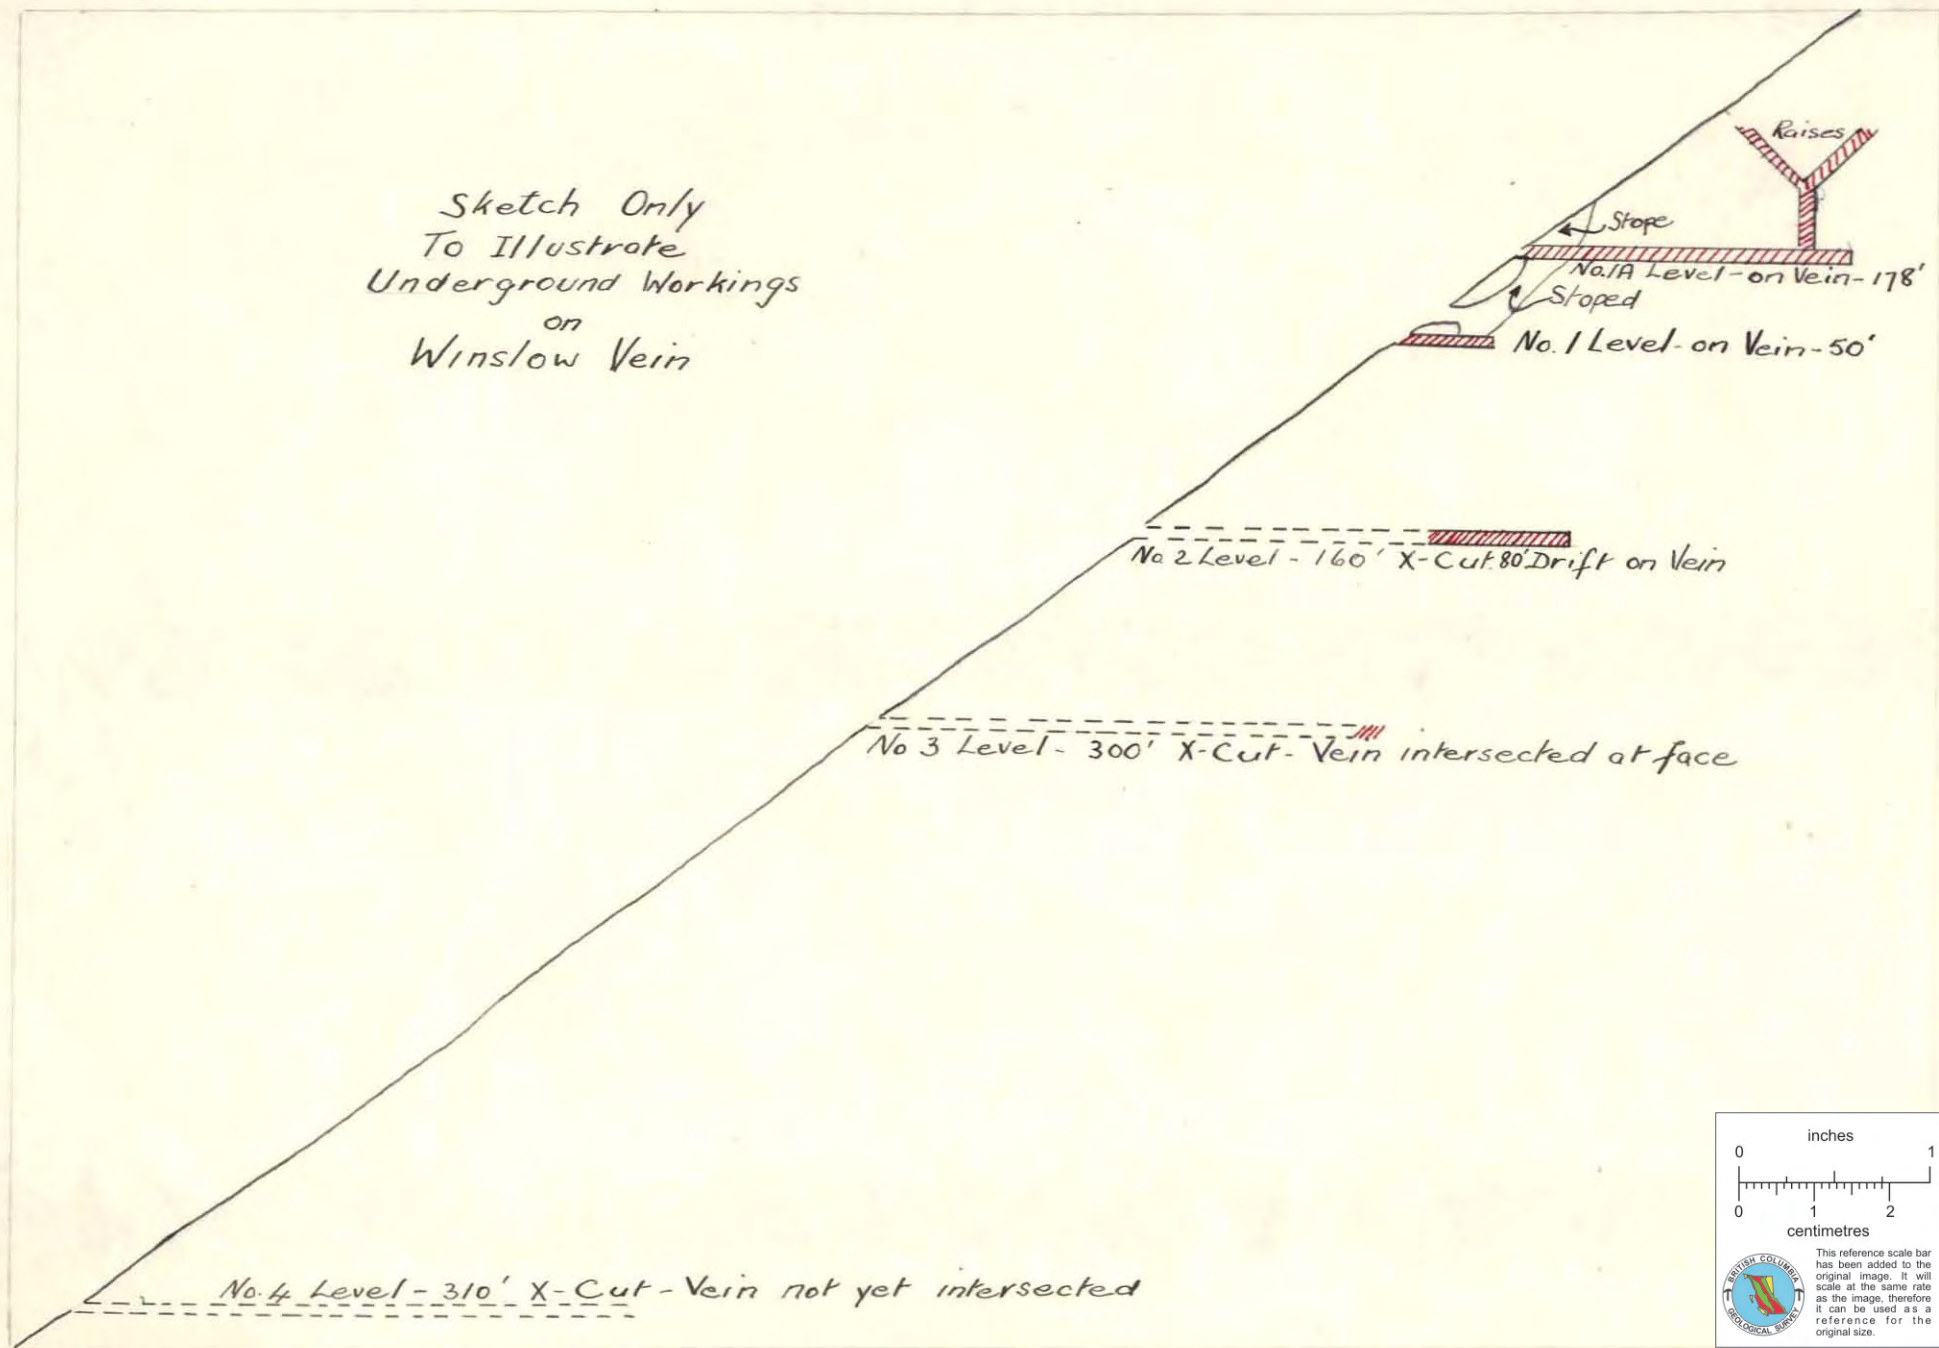 Sketch Only
To Illustrate
Underground Workings
on
Winslow Vein
Raises
Stope
No.1A Level-on Vein-178'
Stoped
No.1 Level-on Vein-50'
No 2 Level - 160' X-Cut. 80' Drift on Vein
No 3 Level - 300' X-Cut - Vein intersected at face
No.4 Level - 310' X-Cut - Vein not yet intersected
inches
0 1
0 1 2
centimetres
This reference scale bar
has been added to the
original image. It will
scale at the same rate
as the image, therefore
it can be used as a
reference for the
original size.
BRITISH COLUMBIA
GEOLOGICAL SURVEY